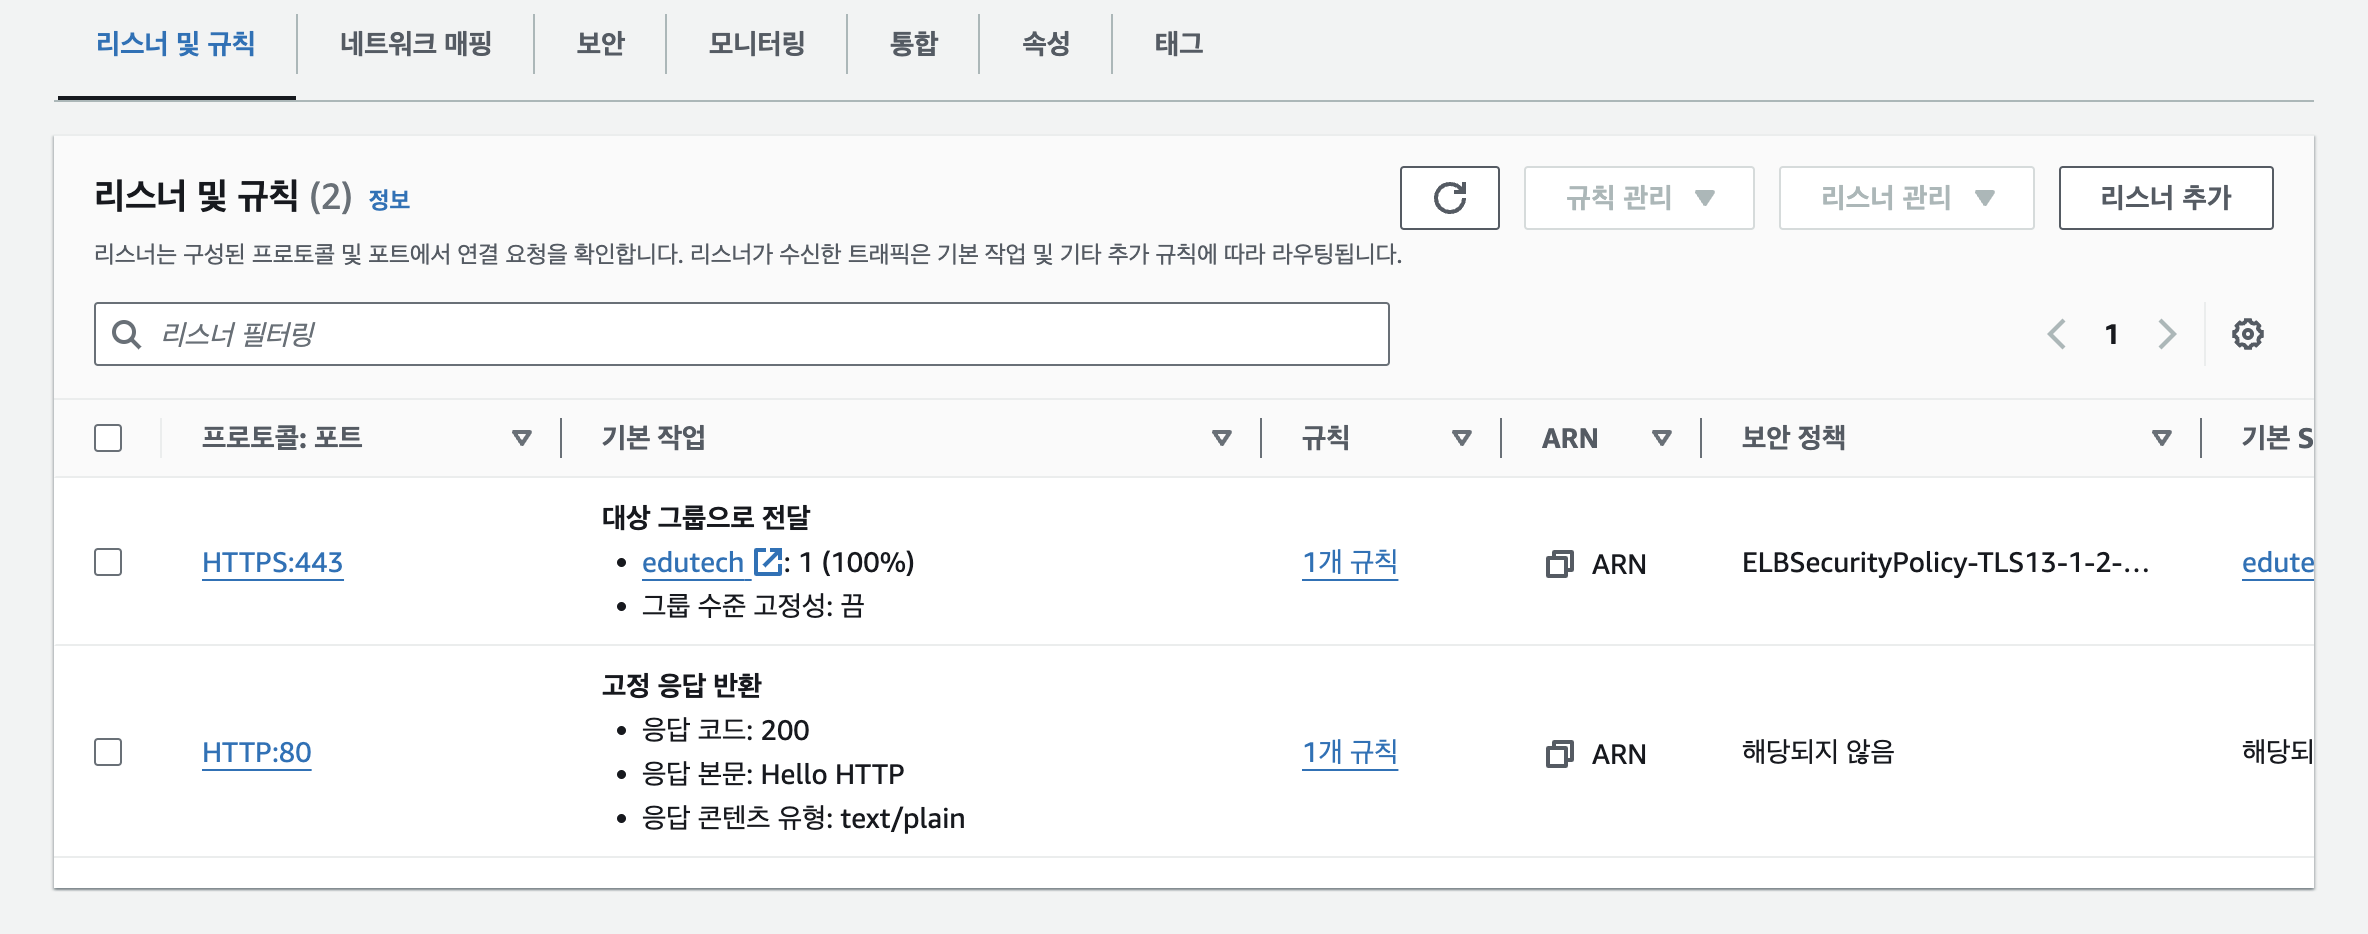 리스너 및 규칙 네트워크 매핑 보안 모니터링 통합 속성 태그
리스너 및 규칙 (2) 정보
규칙 관리 리스너 관리 리스너 추가
리스너는 구성된 프로토콜 및 포트에서 연결 요청을 확인합니다. 리스너가 수신한 트래픽은 기본 작업 및 기타 추가 규칙에 따라 라우팅됩니다.
리스너 필터링
1
프로토콜: 포트 기본 작업 규칙 ARN 보안 정책 기본 S
대상 그룹으로 전달
HTTPS:443 • edutech : 1 (100%) 1개 규칙 ARN ELBSecurityPolicy-TLS13-1-2-... edute
• 그룹 수준 고정성: 끔
고정 응답 반환
• 응답 코드: 200
HTTP:80 1개 규칙 ARN 해당되지 않음 해당되
• 응답 본문: Hello HTTP
• 응답 콘텐츠 유형: text/plain